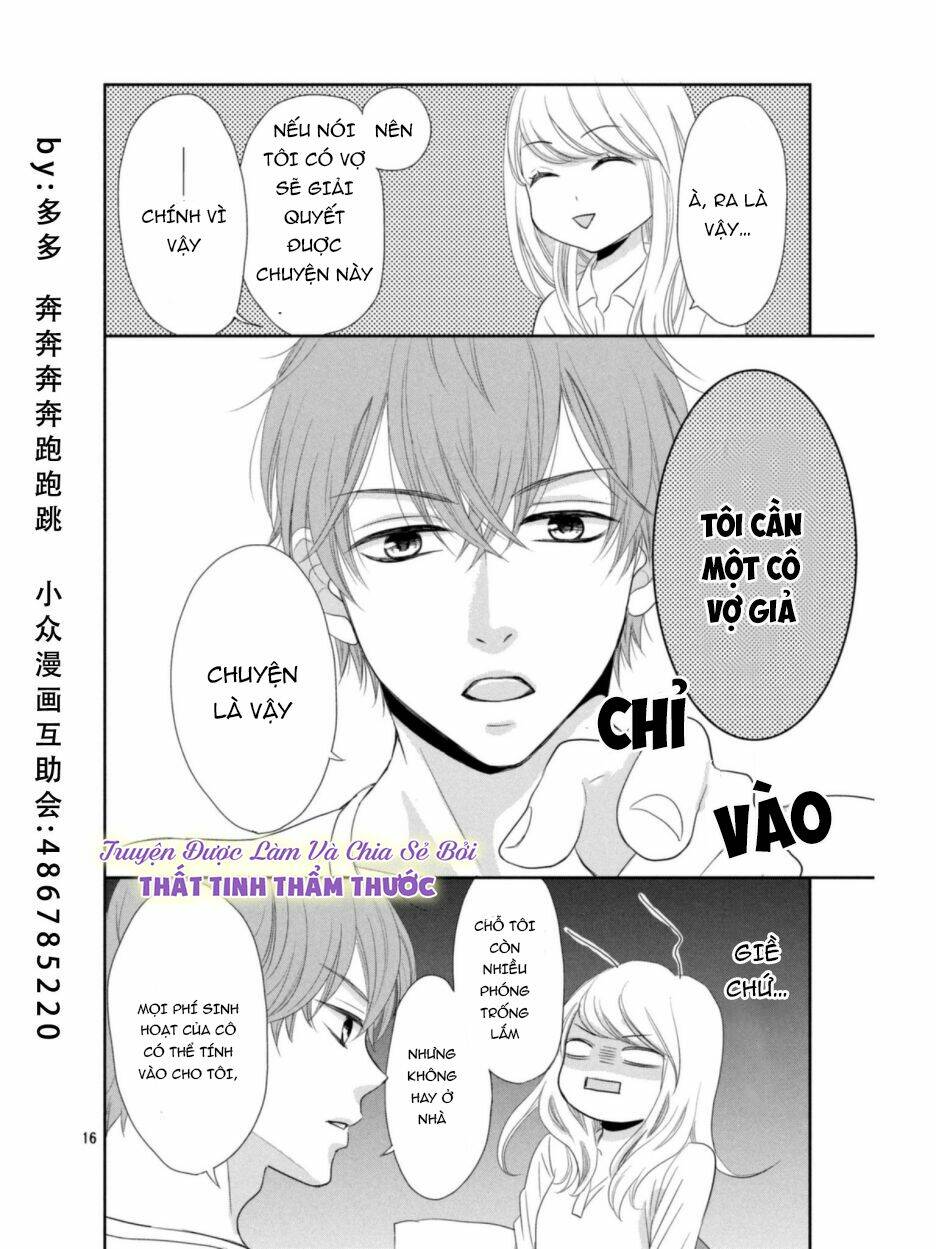 À, RA LÀ
VẬY...
NÊN
NẾU NÓI
TÔI CÓ VỢ
SẼ GIẢI
QUYẾT
ĐUỢC
CHUYỆN NÀY
CHÍNH VÌ
VẬY
TÔI CẦN
MỘT CÔ
VỢ GIẢ
CHUYỆN
LÀ VẬY
CHỈ
VÀO
Truyện Được Làm Và Chia Sẻ Bởi
THẤT TINH THẨM THƯỚC
GIỀ
CHỨ...
CHỖ TÔI
CÒN
NHIỀU
PHÓNG
TRỐNG
LẮM
NHƯNG
KHÔNG
HAY Ở
NHÀ
MỌI PHÍ SINH
HOẠT CỦA CÔ
CÓ THỂ TÍNH
VÀO CHO TÔI,
16
by:多多 奔奔奔奔跑跑跳 小众漫画互助会:486785220